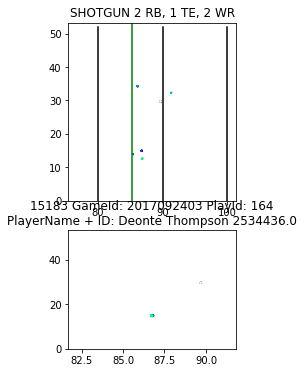 SHOTGUN 2 RB, 1 TE, 2 WR
50
40
30
20
10
0
80 90 100
15183 GameId: 2017092403 PlayId: 164
PlayerName + ID: Deonte Thompson 2534436.0
40
20
0
82.5 85.0 87.5 90.0